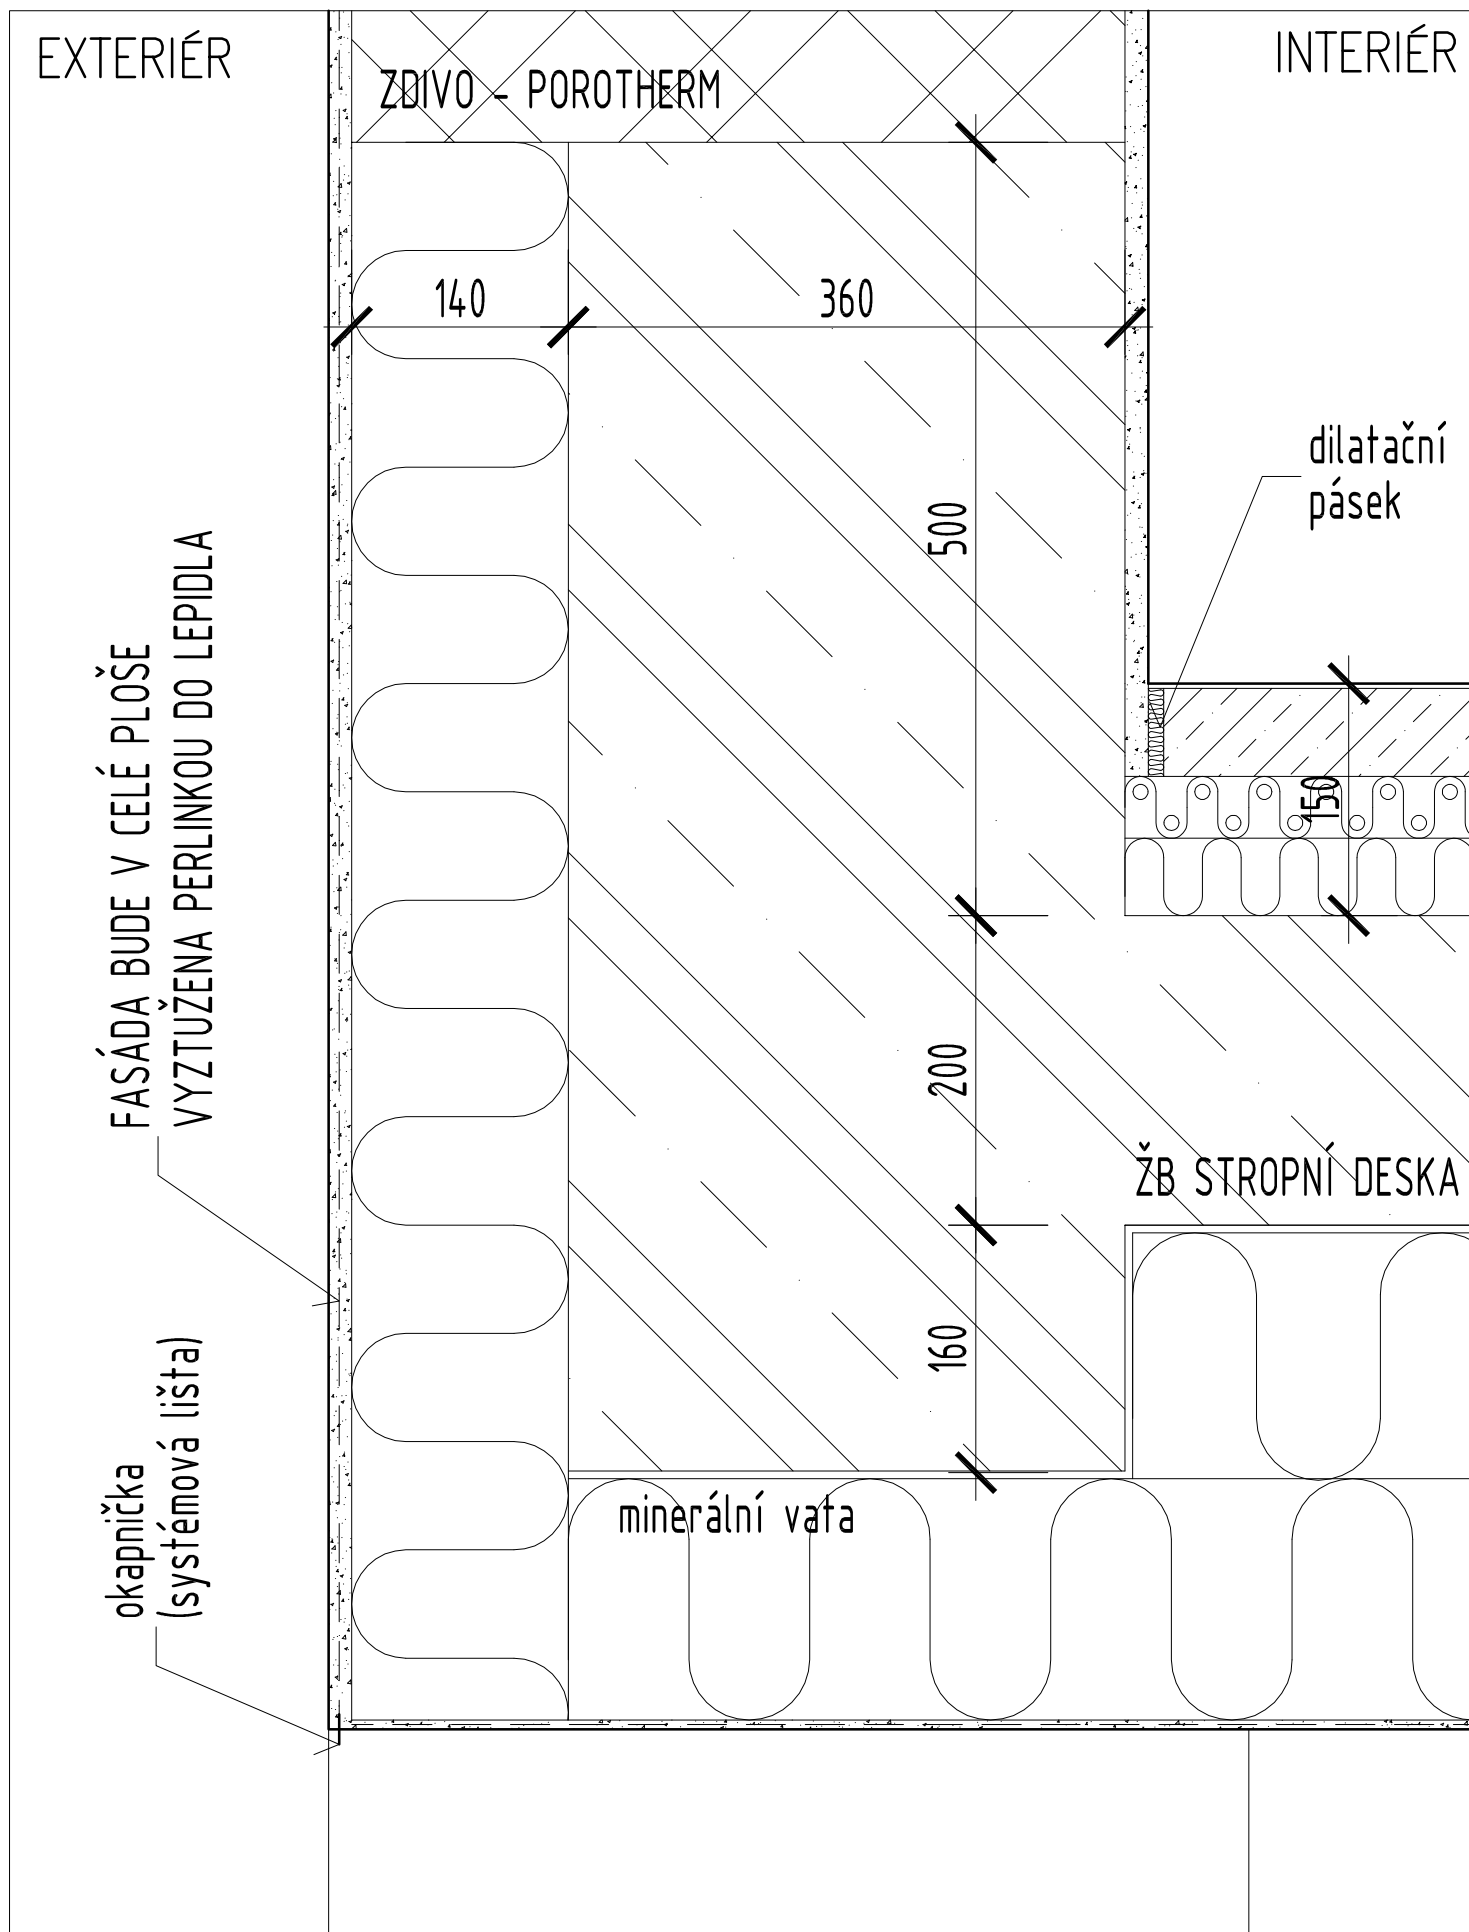 EXTERIÉR
INTERIÉR
ZDIVO - POROTHERM
140
360
dilatační
pásek
500
FASÁDA BUDE V CELÉ PLOŠE
VYZTUŽENA PERLINKOU DO LEPIDLA
150
200
ŽB STROPNÍ DESKA
160
okapnička
(systémová lišta)
minerální vata